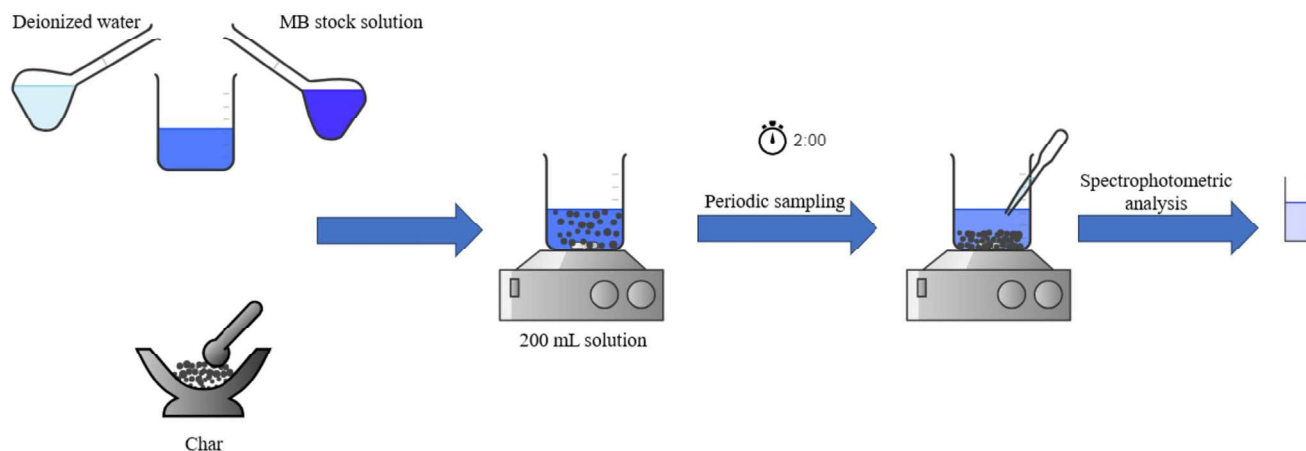 Deionized water
MB stock solution
2:00
Periodic sampling
Spectrophotometric
analysis
200 mL solution
Char